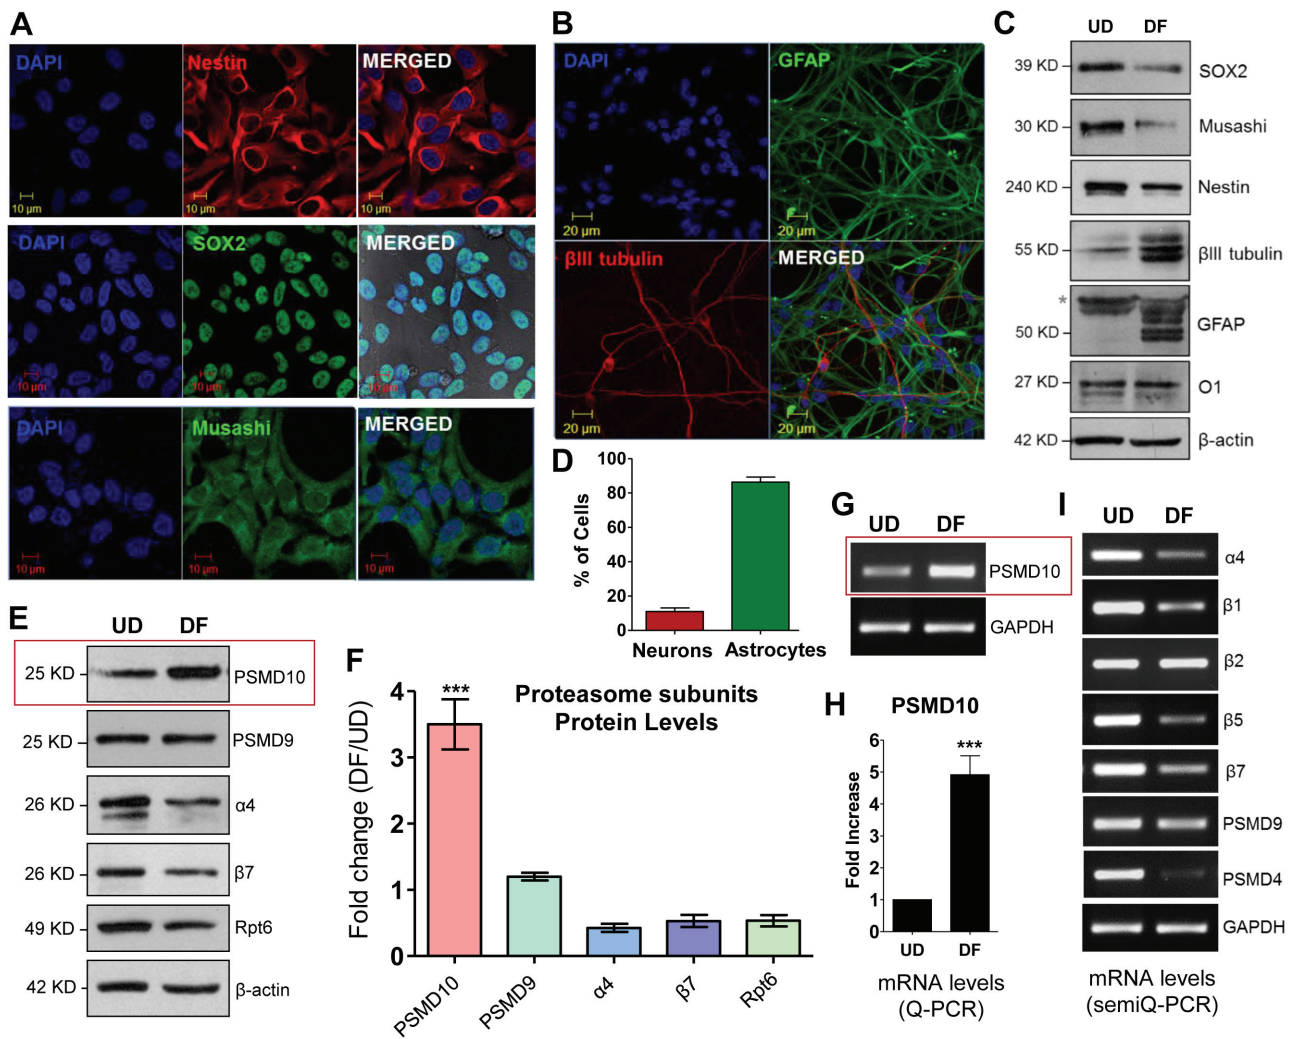 A
DAPI
Nestin
MERGED
10 µm
10 µm
10 µm
DAPI
SOX2
MERGED
10 µm
10 µm
10 µm
DAPI
Musashi
MERGED
10 µm
10 µm
10 µm
B
DAPI
GFAP
20 µm
20 µm
βIII tubulin
MERGED
20 µm
20 µm
C
UD DF
39 KD SOX2
30 KD Musashi
240 KD Nestin
55 KD βIII tubulin
*
50 KD GFAP
27 KD O1
42 KD β-actin
D
% of Cells
100
80
60
40
20
0
Neurons Astrocytes
E
UD DF
25 KD PSMD10
25 KD PSMD9
26 KD α4
26 KD β7
49 KD Rpt6
42 KD β-actin
F
Proteasome subunits
Protein Levels
Fold change (DF/UD)
4
3
2
1
0
***
PSMD10
PSMD9
α4
β7
Rpt6
G
UD DF
PSMD10
GAPDH
H
PSMD10
Fold Increase
6
5
4
3
2
1
0
***
UD DF
mRNA levels
(Q-PCR)
I
UD DF
α4
β1
β2
β5
β7
PSMD9
PSMD4
GAPDH
mRNA levels
(semiQ-PCR)